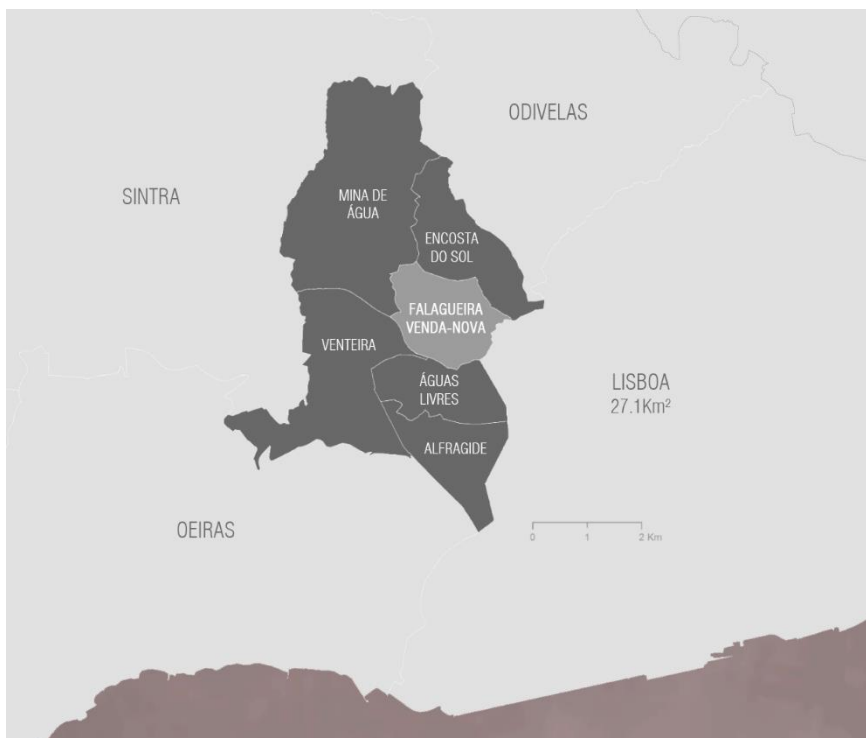 ODIVELAS
SINTRA
MINA DE
ÁGUA
ENCOSTA
DO SOL
FALAGUEIRA
VENDA-NOVA
VENTEIRA
ÁGUAS
LIVRES
LISBOA
27.1Km²
ALFRAGIDE
OEIRAS
0 1 2 Km